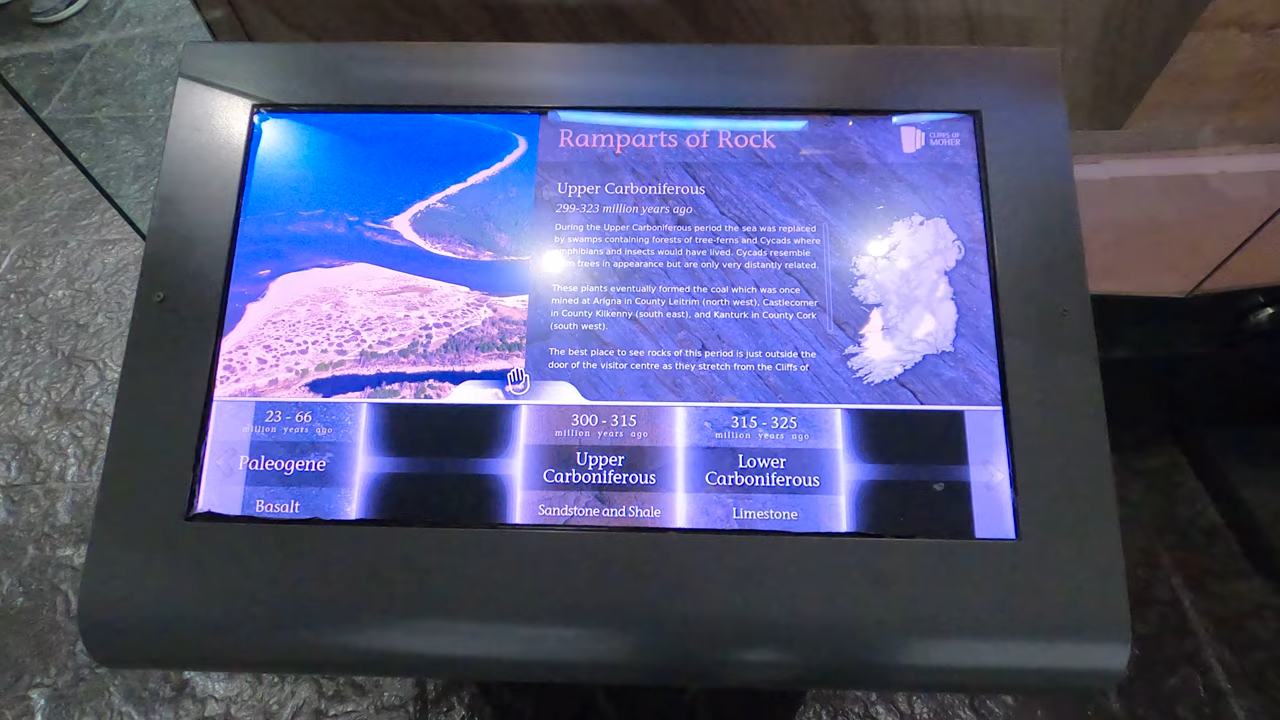 Ramparts of Rock
CLIFFS OF
MOHER
Upper Carboniferous
299-323 million years ago
During the Upper Carboniferous period the sea was replaced
by swamps containing forests of tree-ferns and Cycads where
amphibians and insects would have lived. Cycads resemble
trees in appearance but are only very distantly related.
These plants eventually formed the coal which was once
mined at Arigna in County Leitrim (north west), Castlecomer
in County Kilkenny (south east), and Kanturk in County Cork
(south west).
The best place to see rocks of this period is just outside the
door of the visitor centre as they stretch from the Cliffs of
23 - 66
million years ago
Paleogene
Basalt
300 - 315
million years ago
Upper
Carboniferous
Sandstone and Shale
315 - 325
million years ago
Lower
Carboniferous
Limestone